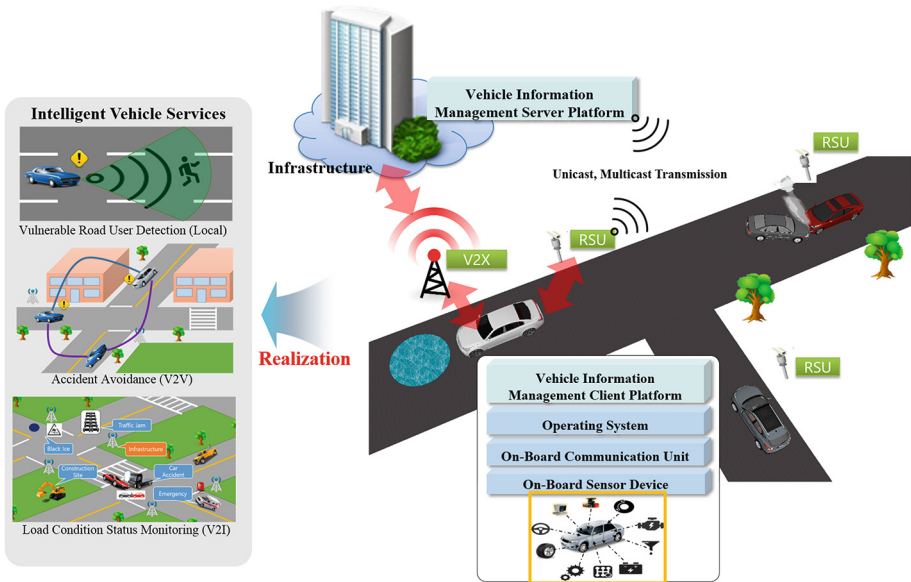 Intelligent Vehicle Services
Vulnerable Road User Detection (Local)
Accident Avoidance (V2V)
Traffic Jam
Black Ice
Infrastructure
Construction
Site
Car
Accident
Emergency
Load Condition Status Monitoring (V2I)
Realization
Infrastructure
Vehicle Information
Management Server Platform
Unicast, Multicast Transmission
V2X
RSU
RSU
RSU
Vehicle Information
Management Client Platform
Operating System
On-Board Communication Unit
On-Board Sensor Device